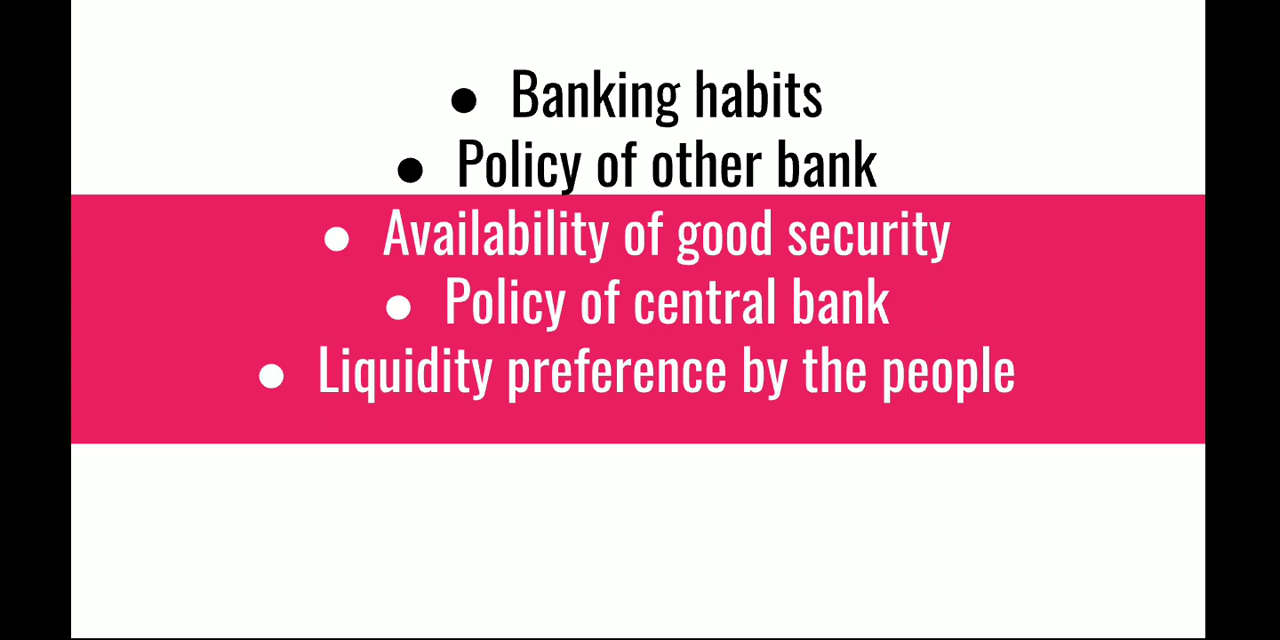 ● Banking habits
● Policy of other bank
● Availability of good security
● Policy of central bank
● Liquidity preference by the people